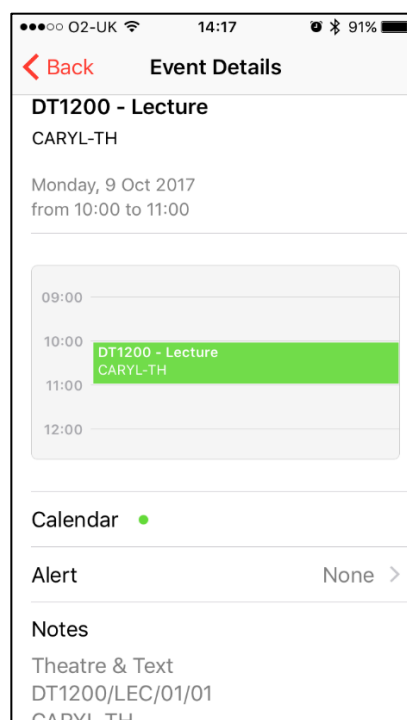 O2-UK 14:17 91%
Back Event Details
DT1200 - Lecture
CARYL-TH
Monday, 9 Oct 2017
from 10:00 to 11:00
09:00
10:00
DT1200 - Lecture
CARYL-TH
11:00
12:00
Calendar
Alert None
Notes
Theatre & Text
DT1200/LEC/01/01
CARYL-TH